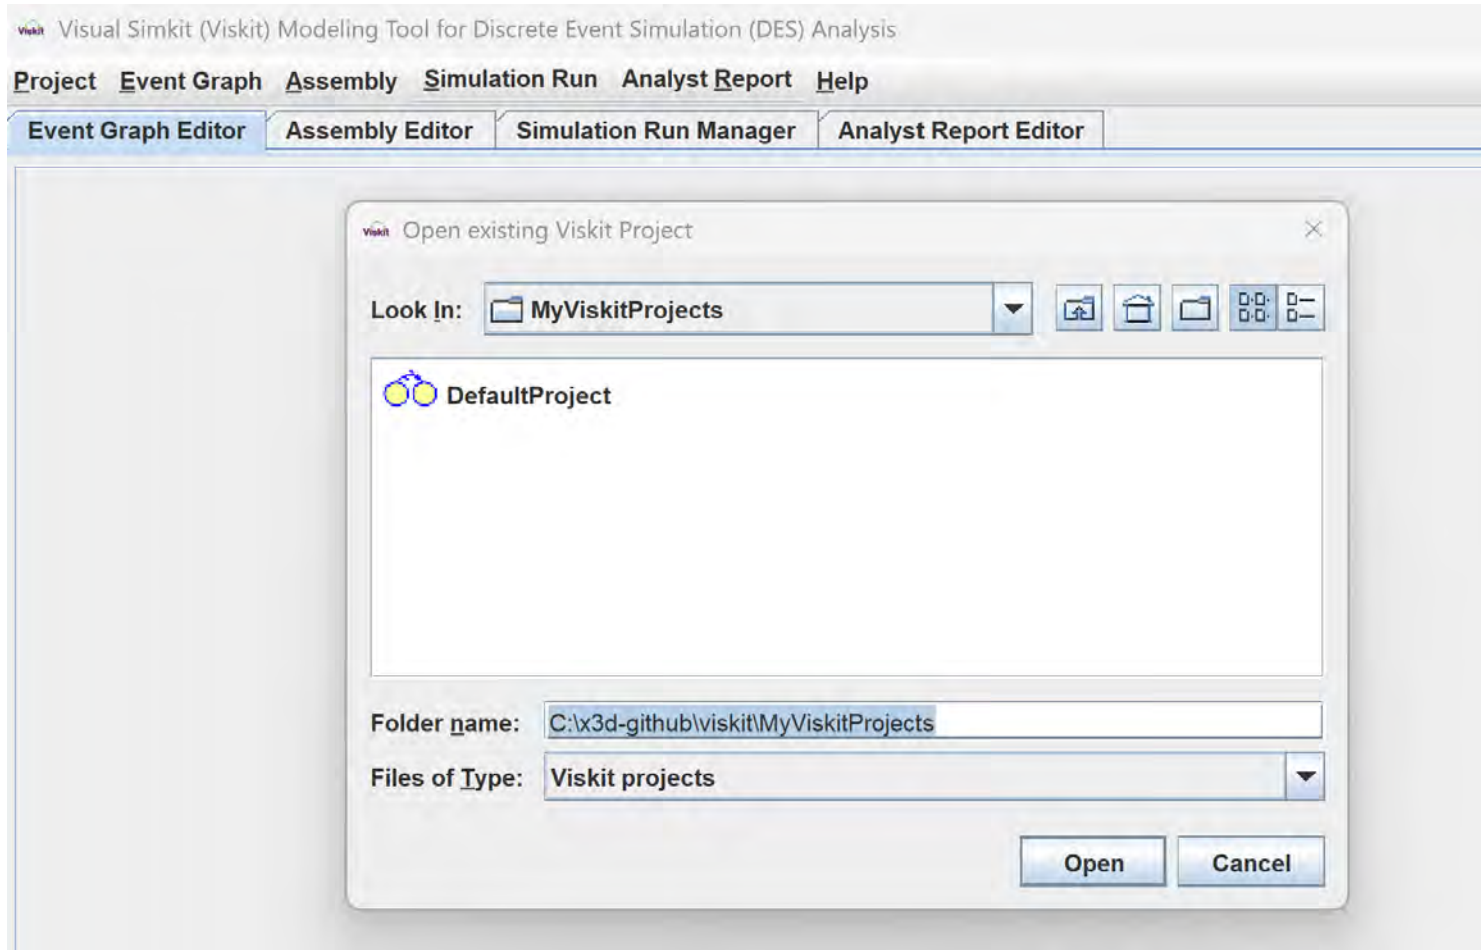 Viskit Visual Simkit (Viskit) Modeling Tool for Discrete Event Simulation (DES) Analysis
Project Event Graph Assembly Simulation Run Analyst Report Help
Event Graph Editor Assembly Editor Simulation Run Manager Analyst Report Editor
Viskit Open existing Viskit Project
Look In: MyViskitProjects
DefaultProject
Folder name: C:\x3d-github\viskit\MyViskitProjects
Files of Type: Viskit projects
Open Cancel